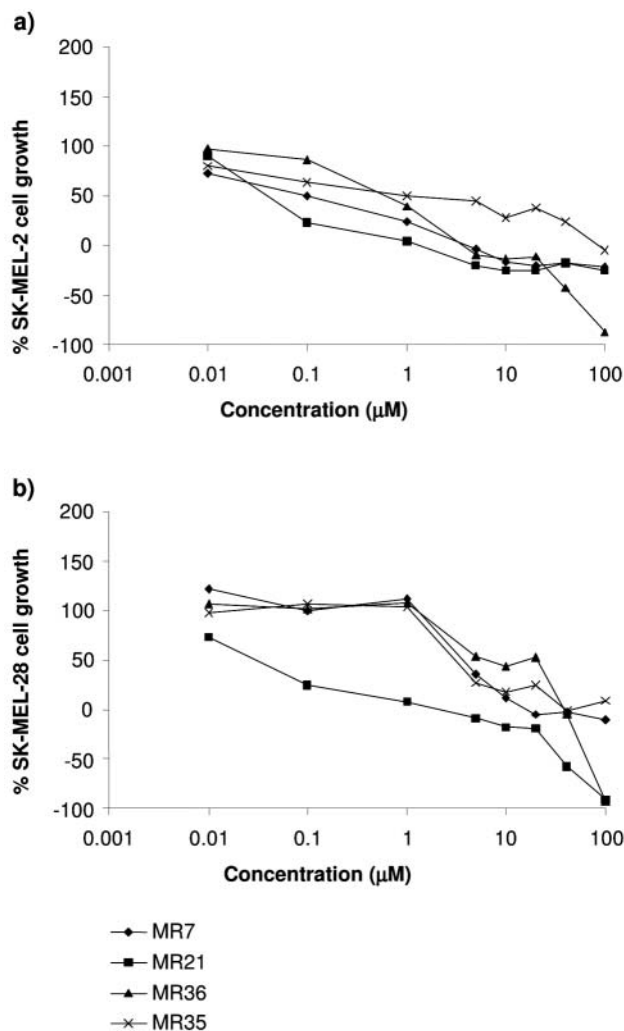 a)
200
150
100
50
0
-50
-100
% SK-MEL-2 cell growth
0.001 0.01 0.1 1 10 100
Concentration (μM)
b)
200
150
100
50
0
-50
-100
% SK-MEL-28 cell growth
0.001 0.01 0.1 1 10 100
Concentration (μM)
MR7
MR21
MR36
MR35